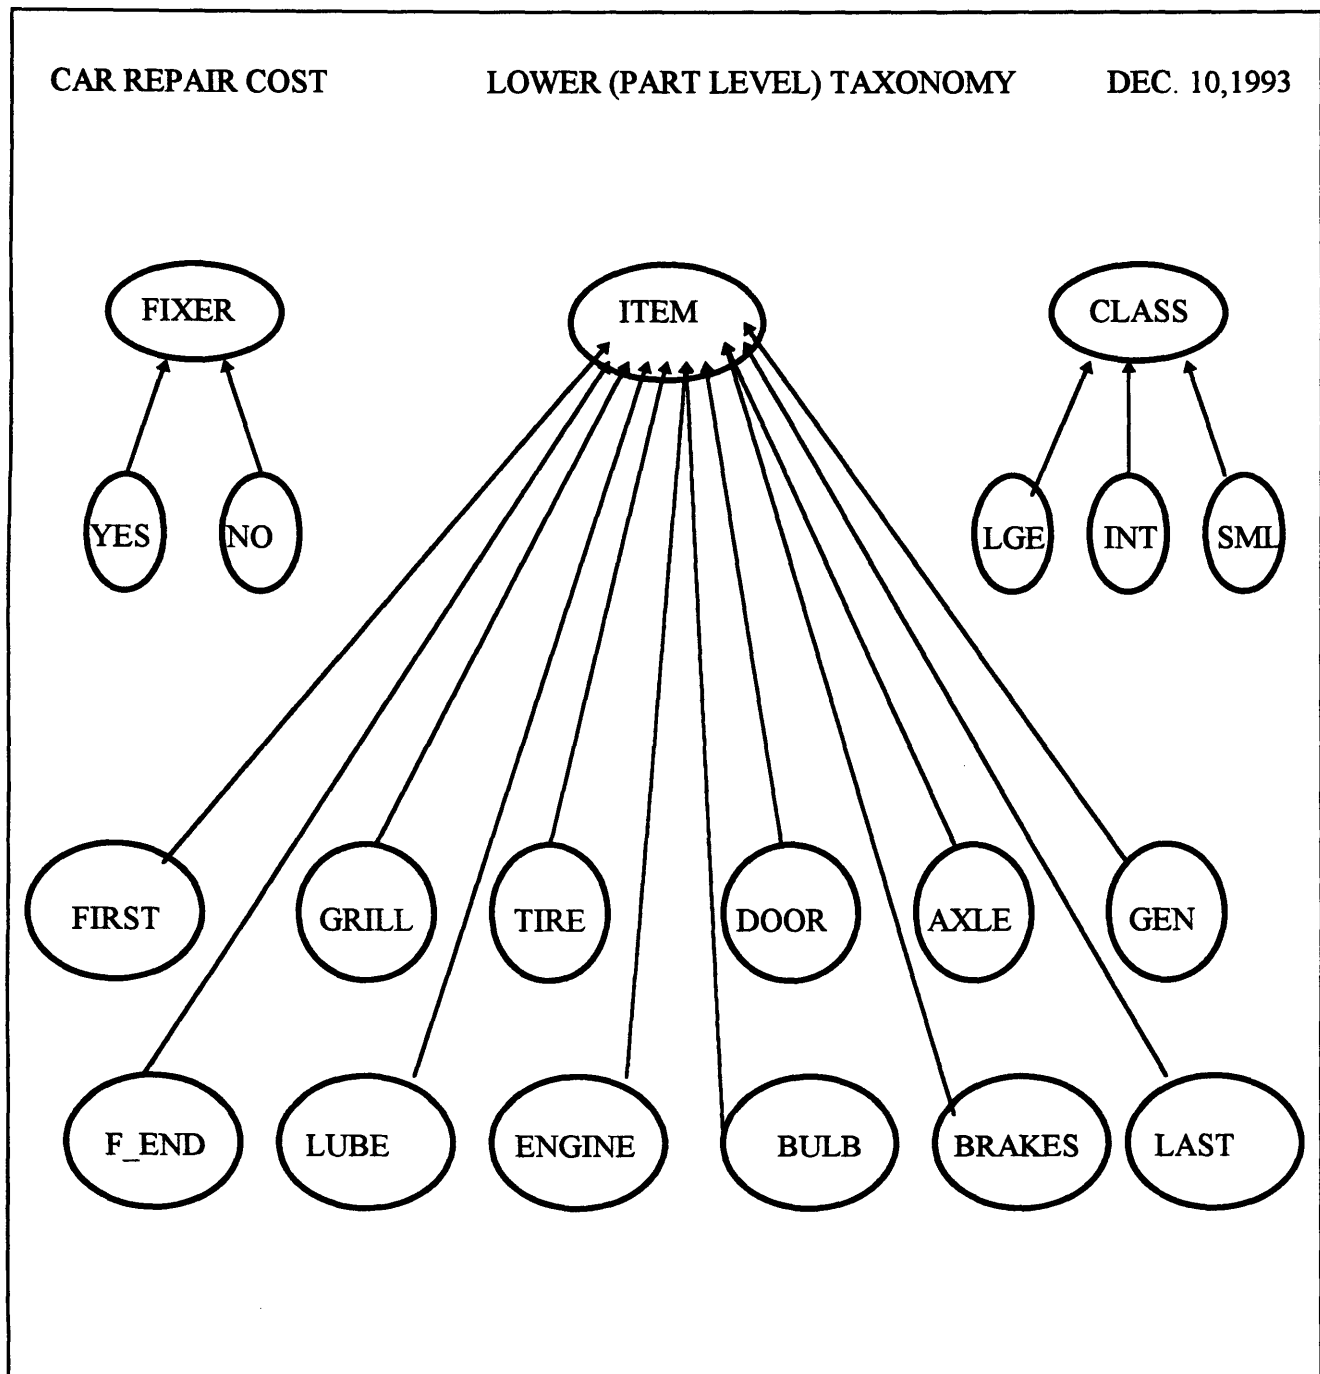 CAR REPAIR COST LOWER (PART LEVEL) TAXONOMY DEC. 10,1993
FIXER ITEM CLASS
YES NO LGE INT SML
FIRST GRILL TIRE DOOR AXLE GEN
F_END LUBE ENGINE BULB BRAKES LAST